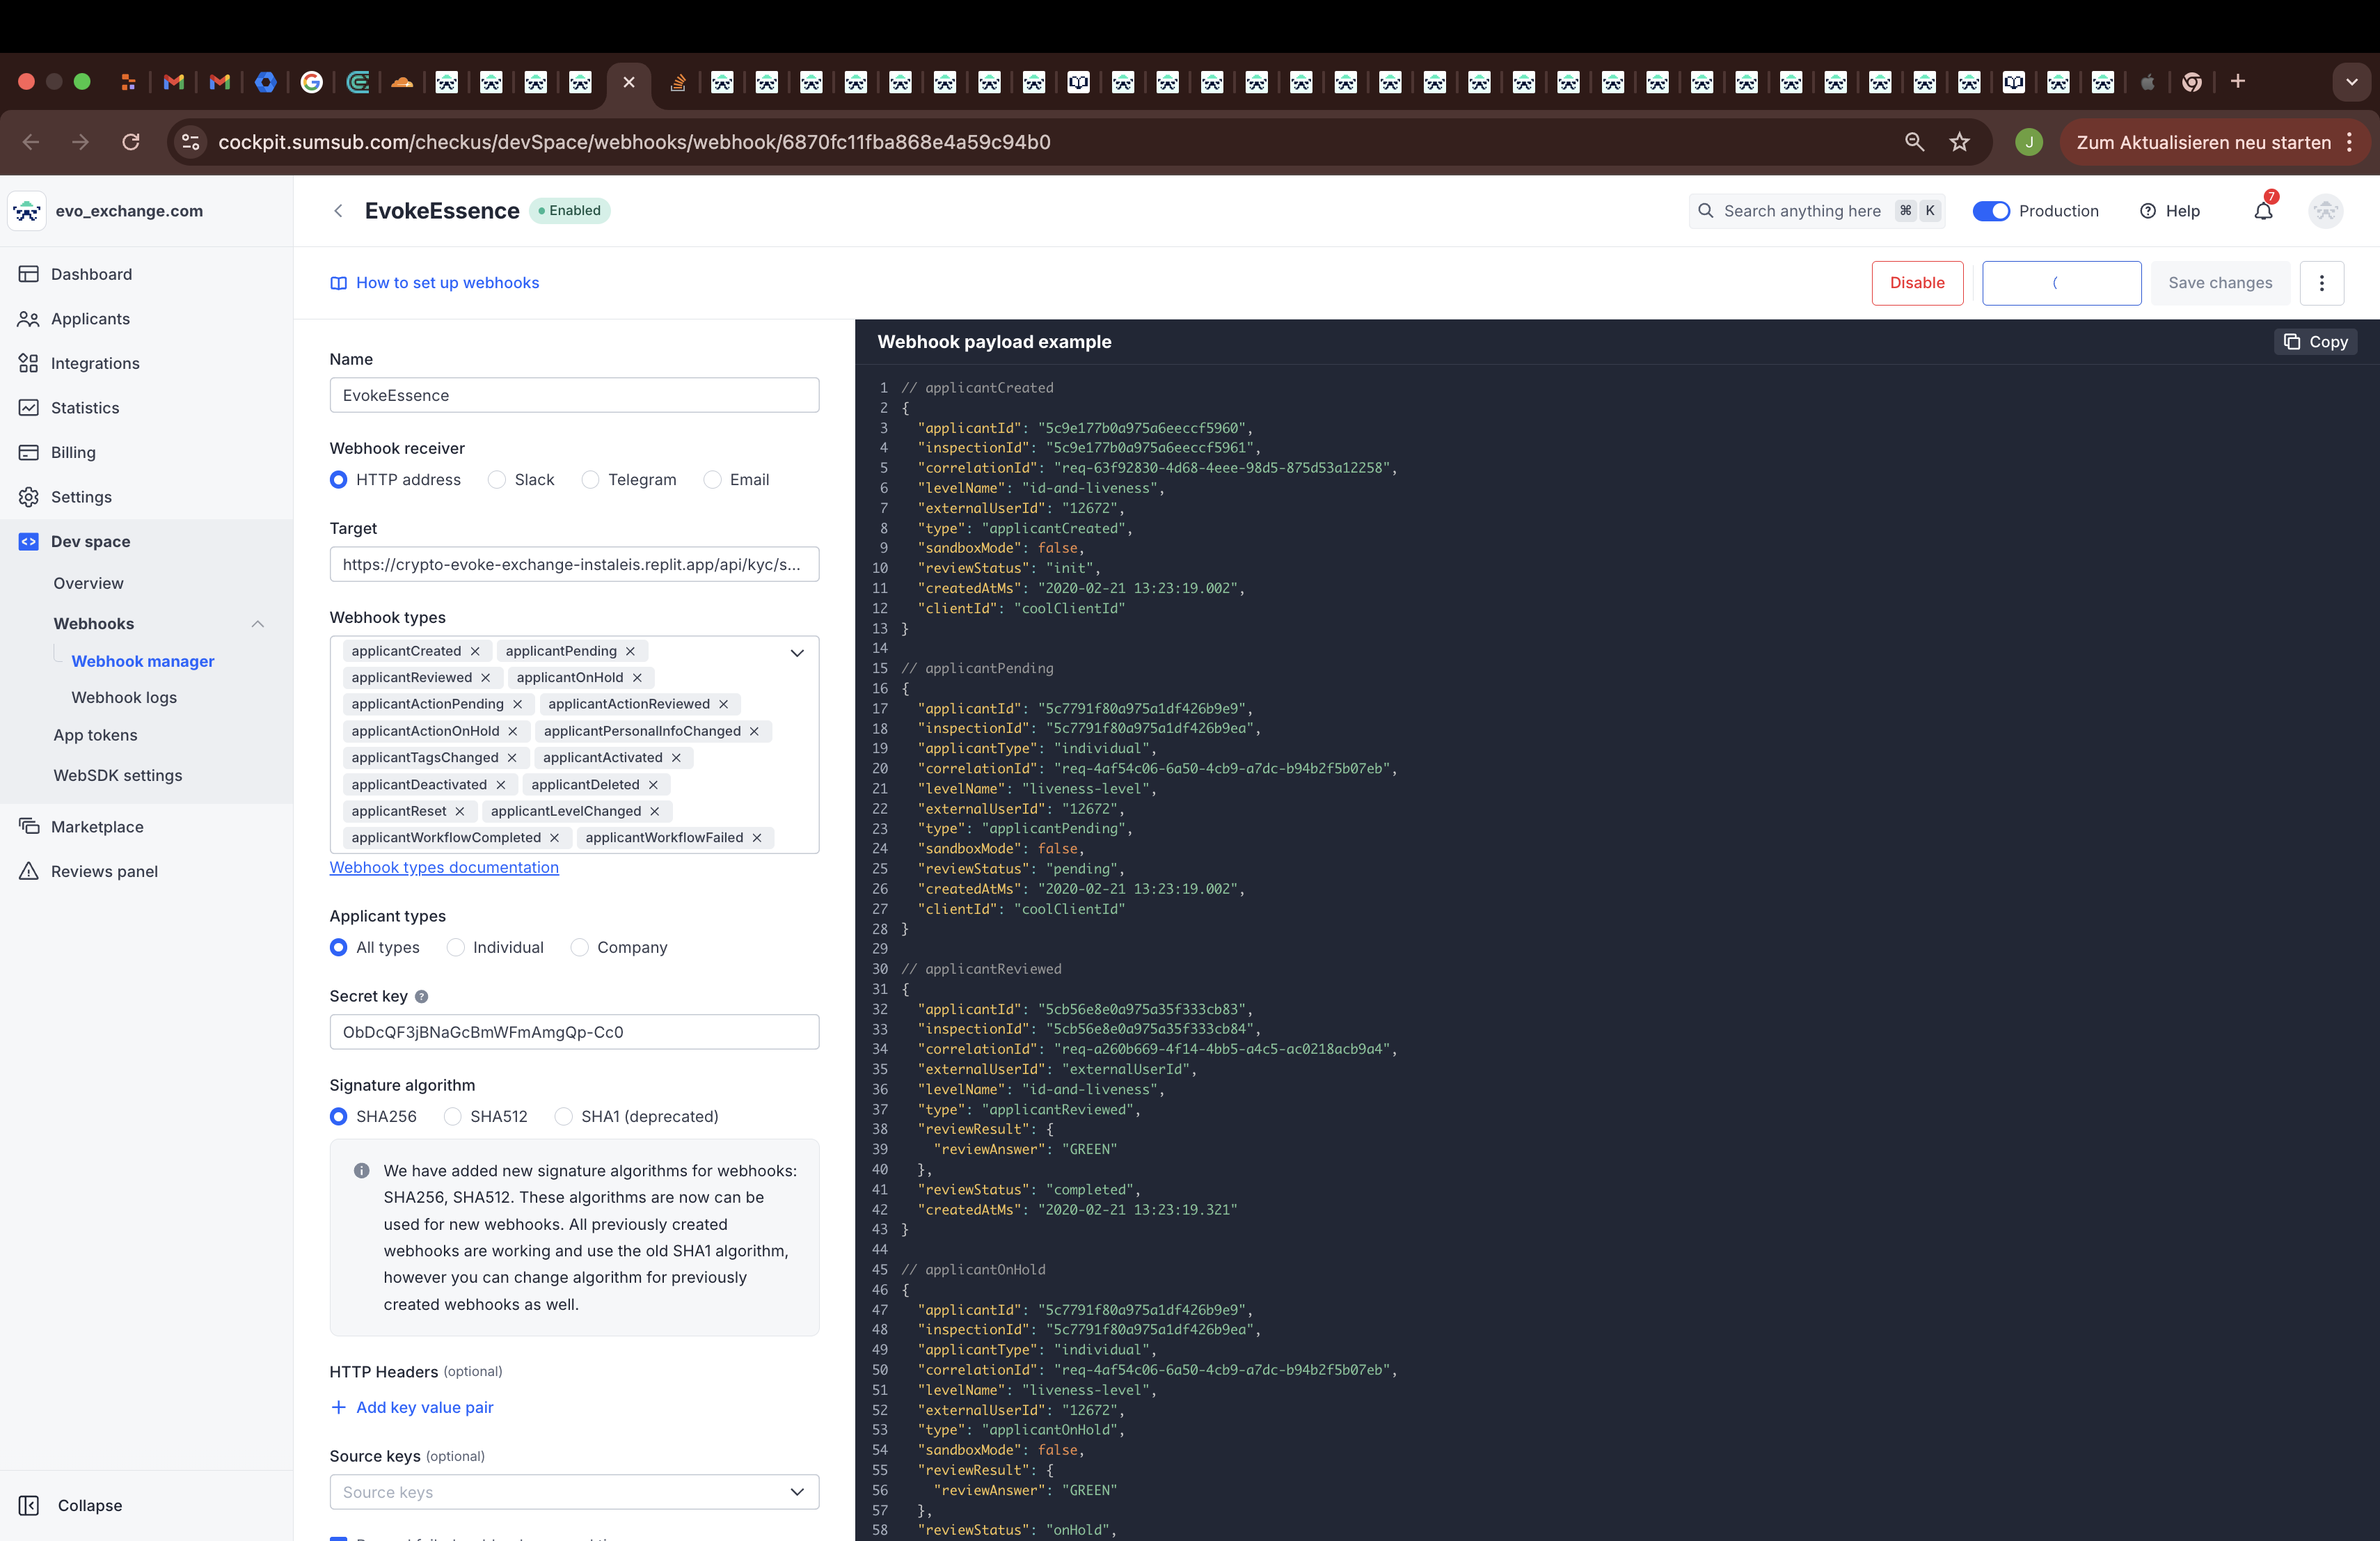 cockpit.sumsub.com/checkus/devSpace/webhooks/webhook/6870fc11fba868e4a59c94b0
J
Zum Aktualisieren neu starten
evo_exchange.com
EvokeEssence
Enabled
Search anything here
⌘ K
Production
Help
7
Dashboard
Applicants
Integrations
Statistics
Billing
Settings
Dev space
Overview
Webhooks
Webhook manager
Webhook logs
App tokens
WebSDK settings
Marketplace
Reviews panel
Collapse
How to set up webhooks
Disable
Save changes
Name
EvokeEssence
Webhook receiver
HTTP address Slack Telegram Email
Target
https://crypto-evoke-exchange-instaleis.replit.app/api/kyc/s...
Webhook types
applicantCreated applicantPending
applicantReviewed applicantOnHold
applicantActionPending applicantActionReviewed
applicantActionOnHold applicantPersonalInfoChanged
applicantTagsChanged applicantActivated
applicantDeactivated applicantDeleted
applicantReset applicantLevelChanged
applicantWorkflowCompleted applicantWorkflowFailed
Webhook types documentation
Applicant types
All types Individual Company
Secret key
ObDcQF3jBNaGcBmWFmAmgQp-Cc0
Signature algorithm
SHA256 SHA512 SHA1 (deprecated)
We have added new signature algorithms for webhooks:
SHA256, SHA512. These algorithms are now can be
used for new webhooks. All previously created
webhooks are working and use the old SHA1 algorithm,
however you can change algorithm for previously
created webhooks as well.
HTTP Headers (optional)
Add key value pair
Source keys (optional)
Source keys
Webhook payload example
Copy
1 // applicantCreated
2 {
3 "applicantId": "5c9e177b0a975a6eeccf5960",
4 "inspectionId": "5c9e177b0a975a6eeccf5961",
5 "correlationId": "req-63f92830-4d68-4eee-98d5-875d53a12258",
6 "levelName": "id-and-liveness",
7 "externalUserId": "12672",
8 "type": "applicantCreated",
9 "sandboxMode": false,
10 "reviewStatus": "init",
11 "createdAtMs": "2020-02-21 13:23:19.002",
12 "clientId": "coolClientId"
13 }
14
15 // applicantPending
16 {
17 "applicantId": "5c7791f80a975a1df426b9e9",
18 "inspectionId": "5c7791f80a975a1df426b9ea",
19 "applicantType": "individual",
20 "correlationId": "req-4af54c06-6a50-4cb9-a7dc-b94b2f5b07eb",
21 "levelName": "liveness-level",
22 "externalUserId": "12672",
23 "type": "applicantPending",
24 "sandboxMode": false,
25 "reviewStatus": "pending",
26 "createdAtMs": "2020-02-21 13:23:19.002",
27 "clientId": "coolClientId"
28 }
29
30 // applicantReviewed
31 {
32 "applicantId": "5cb56e8e0a975a35f333cb83",
33 "inspectionId": "5cb56e8e0a975a35f333cb84",
34 "correlationId": "req-a260b669-4f14-4bb5-a4c5-ac0218acb9a4",
35 "externalUserId": "externalUserId",
36 "levelName": "id-and-liveness",
37 "type": "applicantReviewed",
38 "reviewResult": {
39 "reviewAnswer": "GREEN"
40 },
41 "reviewStatus": "completed",
42 "createdAtMs": "2020-02-21 13:23:19.321"
43 }
44
45 // applicantOnHold
46 {
47 "applicantId": "5c7791f80a975a1df426b9e9",
48 "inspectionId": "5c7791f80a975a1df426b9ea",
49 "applicantType": "individual",
50 "correlationId": "req-4af54c06-6a50-4cb9-a7dc-b94b2f5b07eb",
51 "levelName": "liveness-level",
52 "externalUserId": "12672",
53 "type": "applicantOnHold",
54 "sandboxMode": false,
55 "reviewResult": {
56 "reviewAnswer": "GREEN"
57 },
58 "reviewStatus": "onHold",